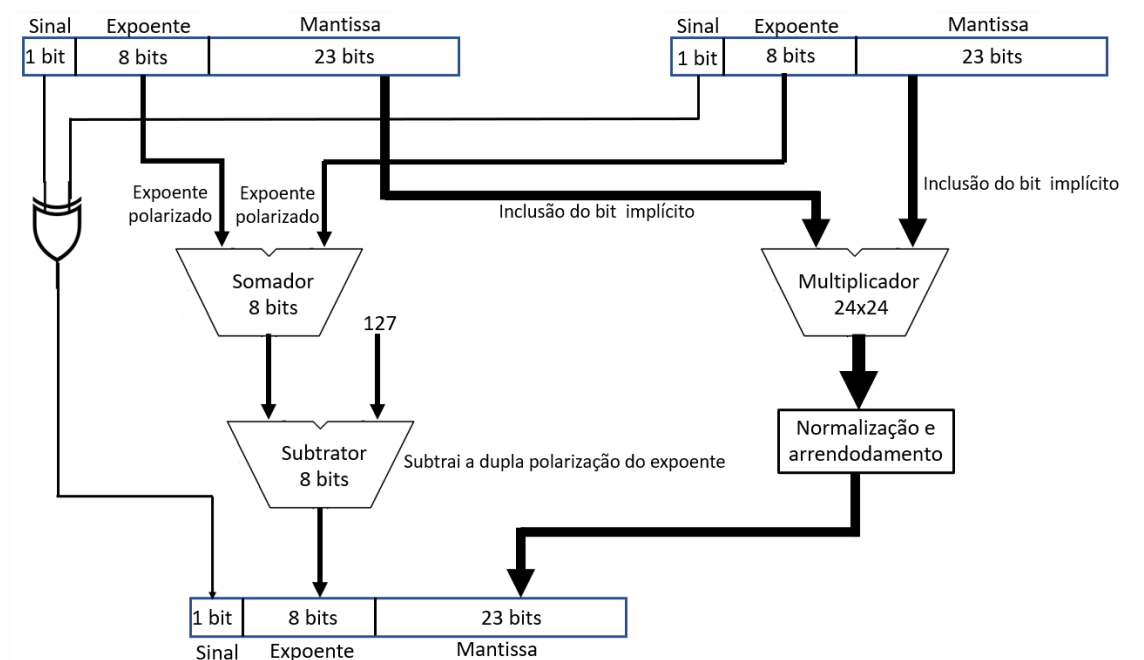 Sinal Expoente Mantissa
1 bit 8 bits 23 bits
Sinal Expoente Mantissa
1 bit 8 bits 23 bits
Expoente
polarizado
Expoente
polarizado
Inclusão do bit implícito
Inclusão do bit implícito
Somador
8 bits
Multiplicador
24x24
127
Subtrator
8 bits
Subtrai a dupla polarização do expoente
Normalização e
arrendodamento
1 bit 8 bits 23 bits
Sinal Expoente Mantissa